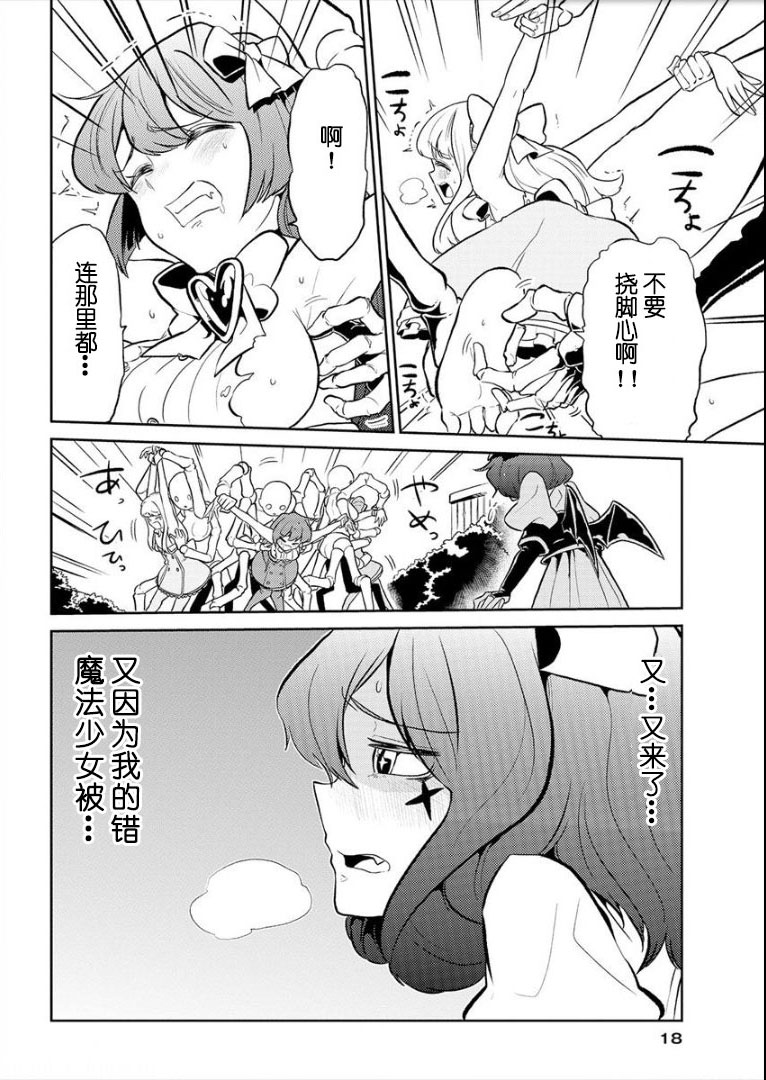 こちょ
こちょ
こちょ
こちょ
不要
挠脚心啊!!
啊!
连那里都…
やめっ
あっ
ひひっ
又…又来了…
又因为我的错
魔法少女被…
18